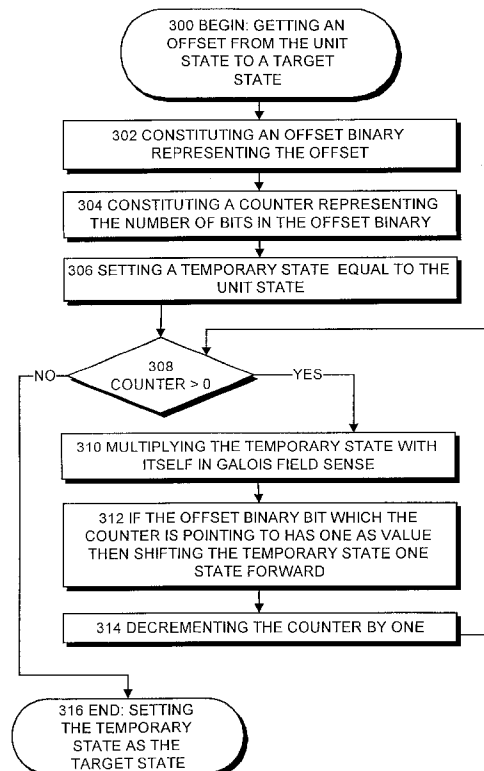 300 BEGIN: GETTING AN
OFFSET FROM THE UNIT
STATE TO A TARGET
STATE
302 CONSTITUTING AN OFFSET BINARY
REPRESENTING THE OFFSET
304 CONSTITUTING A COUNTER REPRESENTING
THE NUMBER OF BITS IN THE OFFSET BINARY
306 SETTING A TEMPORARY STATE EQUAL TO THE
UNIT STATE
308
COUNTER > 0
NO
YES
310 MULTIPLYING THE TEMPORARY STATE WITH
ITSELF IN GALOIS FIELD SENSE
312 IF THE OFFSET BINARY BIT WHICH THE
COUNTER IS POINTING TO HAS ONE AS VALUE
THEN SHIFTING THE TEMPORARY STATE ONE
STATE FORWARD
314 DECREMENTING THE COUNTER BY ONE
316 END: SETTING
THE TEMPORARY
STATE AS THE
TARGET STATE